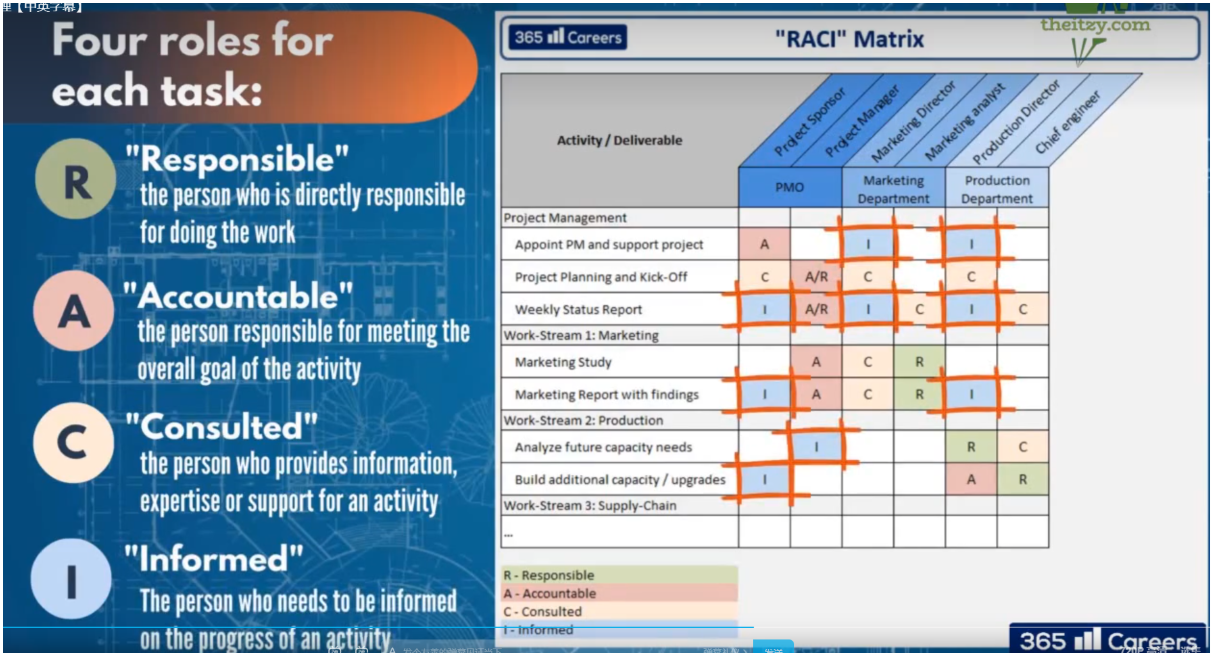 理【中英字幕】
Four roles for
each task:
R
"Responsible"
the person who is directly responsible
for doing the work
A
"Accountable"
the person responsible for meeting the
overall goal of the activity
C
"Consulted"
the person who provides information,
expertise or support for an activity
I
"Informed"
The person who needs to be informed
on the progress of an activity
365 Careers
"RACI" Matrix
theitzy.com
Activity / Deliverable
Project Sponsor
Project Manager
Marketing Director
Marketing analyst
Production Director
Chief engineer
PMO
Marketing Department
Production Department
Project Management
Appoint PM and support project A I I
Project Planning and Kick-Off C A/R C C
Weekly Status Report I A/R I C I C
Work-Stream 1: Marketing
Marketing Study A C R
Marketing Report with findings I A C R I
Work-Stream 2: Production
Analyze future capacity needs I R C
Build additional capacity / upgrades I A R
Work-Stream 3: Supply-Chain
...
R - Responsible
A - Accountable
C - Consulted
I - Informed
365 Careers
发送